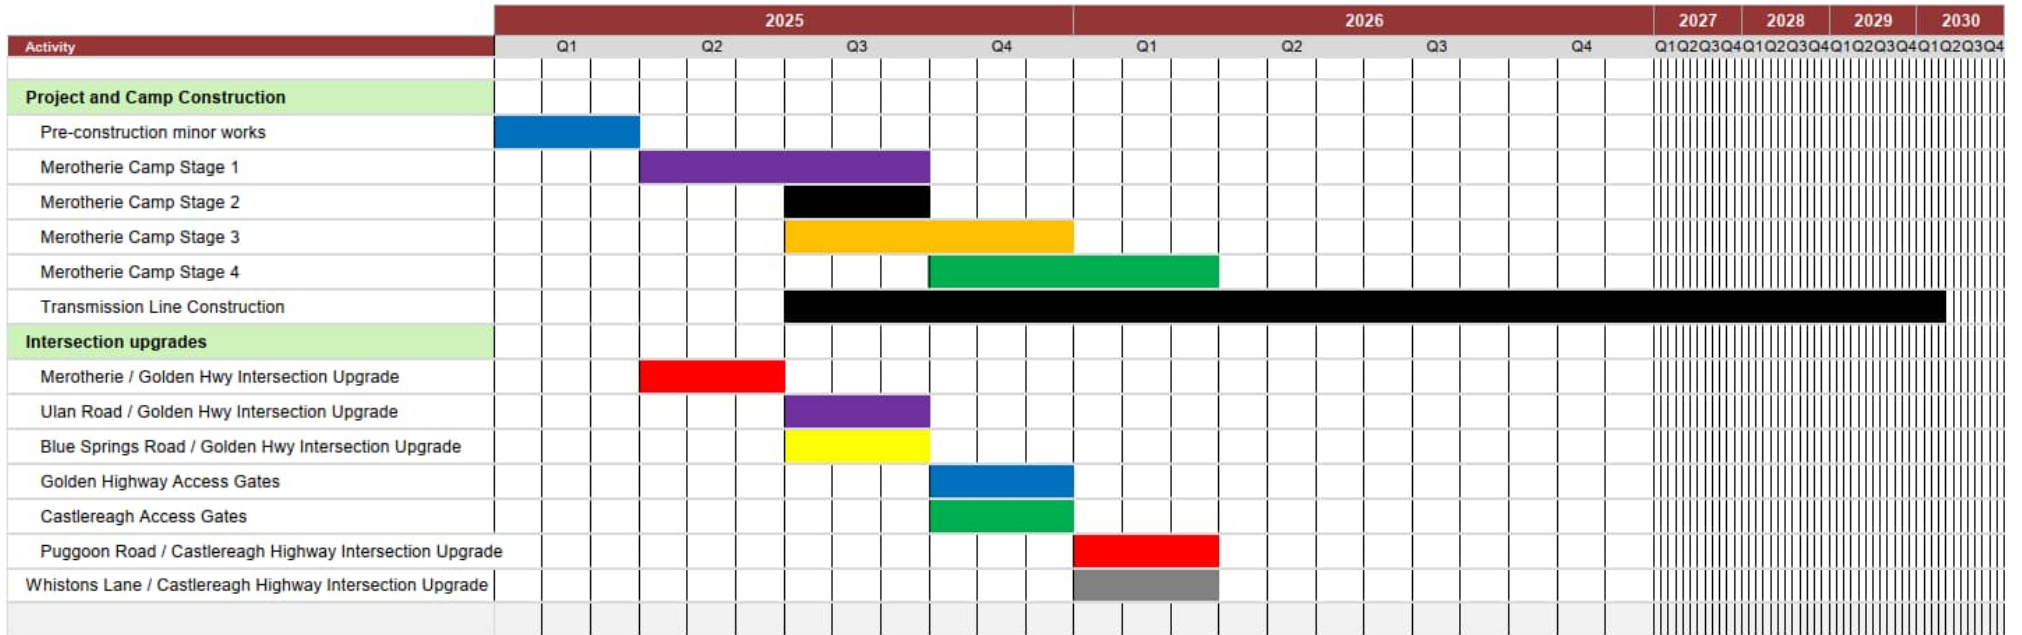 2025 2026 2027 2028 2029 2030
Activity Q1 Q2 Q3 Q4 Q1 Q2 Q3 Q4 Q1Q2Q3Q4Q1Q2Q3Q4Q1Q2Q3Q4Q1Q2Q3Q4
Project and Camp Construction
Pre-construction minor works
Merotherie Camp Stage 1
Merotherie Camp Stage 2
Merotherie Camp Stage 3
Merotherie Camp Stage 4
Transmission Line Construction
Intersection upgrades
Merotherie / Golden Hwy Intersection Upgrade
Ulan Road / Golden Hwy Intersection Upgrade
Blue Springs Road / Golden Hwy Intersection Upgrade
Golden Highway Access Gates
Castlereagh Access Gates
Puggoon Road / Castlereagh Highway Intersection Upgrade
Whistons Lane / Castlereagh Highway Intersection Upgrade